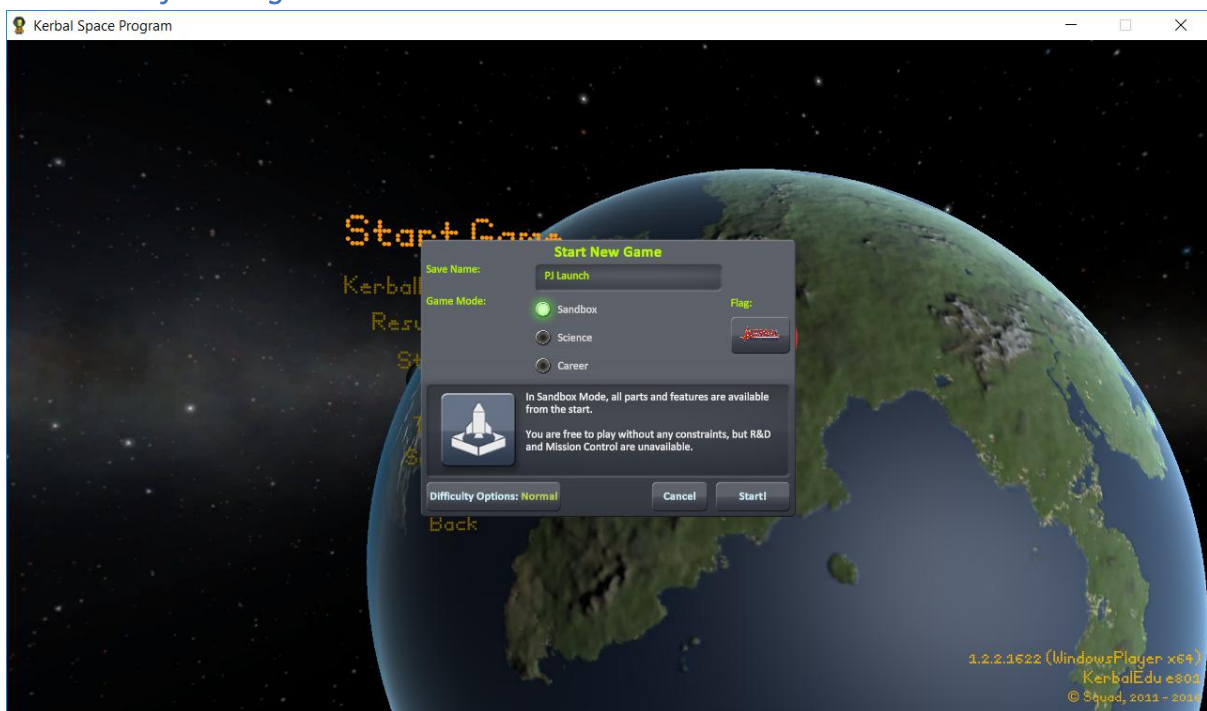 Kerbal Space Program
Start Game
Start New Game
Save Name:
PJ Launch
Game Mode:
Sandbox
Flag:
Science
Career
In Sandbox Mode, all parts and features are available
from the start.
You are free to play without any constraints, but R&D
and Mission Control are unavailable.
Difficulty Options: Normal
Cancel
Start!
Back
1.2.2.1622 (WindowsPlayer x64)
KerbalEdu e801
© Squad, 2011 - 2016